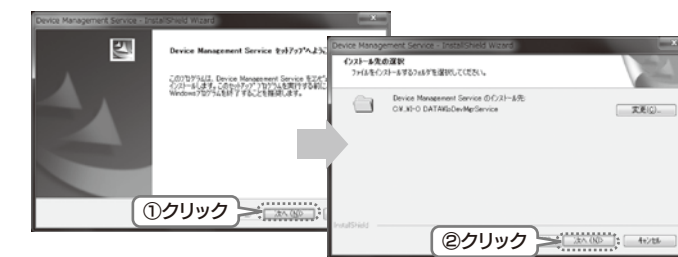 Device Management Service - InstallShield Wizard
Device Management Service セットアップへようこ
このプログラムは、Device Management Service をコンピュ
インストールします。このセットアップ プログラムを実行する前に
Windowsプログラムを終了することを推奨します。
次へ(N)>
①クリック
Device Management Service - InstallShield Wizard
インストール先の選択
ファイルをインストールするフォルダを選択してください。
Device Management Service のインストール先:
変更(C)...
InstallShield
次へ(N)>
キャンセル
②クリック